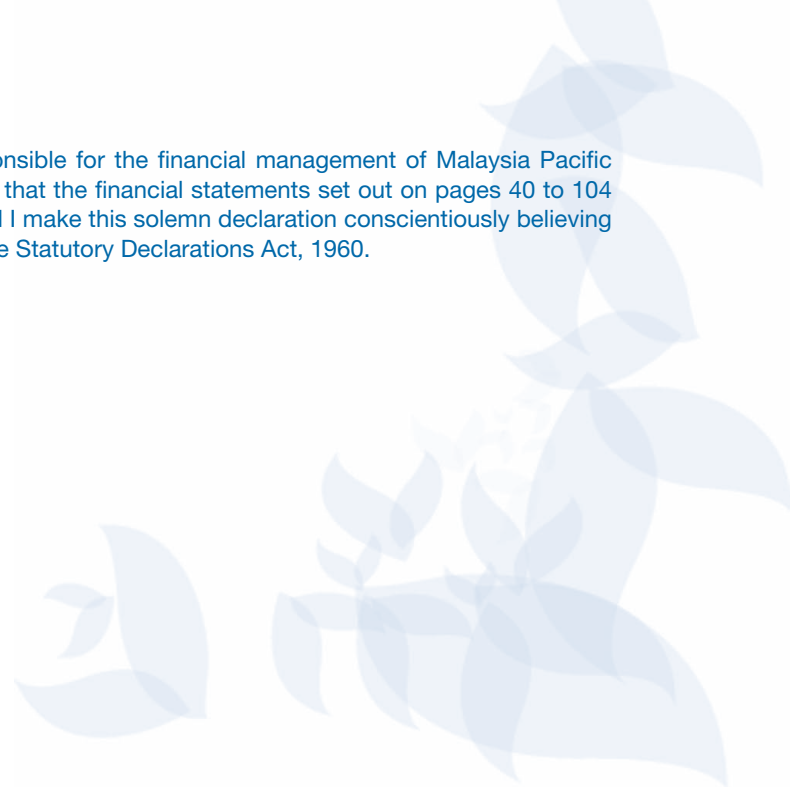 onsible for the financial management of Malaysia Pacific
that the financial statements set out on pages 40 to 104
I make this solemn declaration conscientiously believing
e Statutory Declarations Act, 1960.